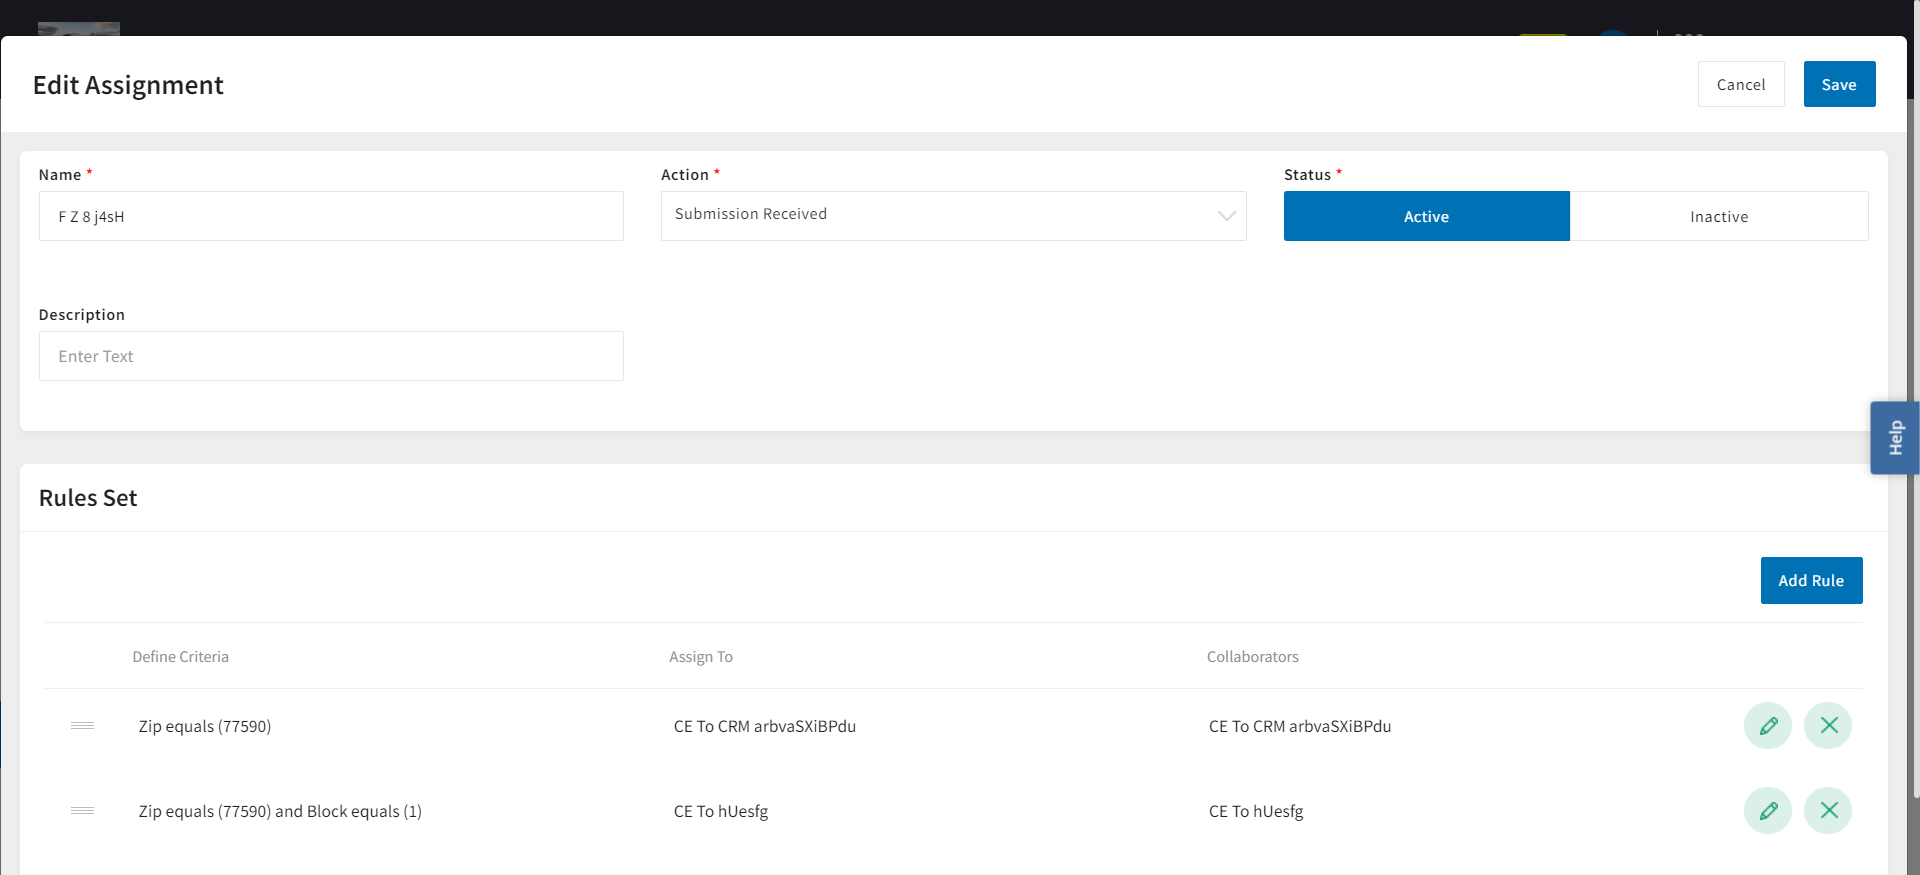 Edit Assignment
Cancel
Save
Name *
Action *
Status *
F Z 8 j4sH
Submission Received
Active
Inactive
Description
Enter Text
Help
Rules Set
Add Rule
Define Criteria
Assign To
Collaborators
Zip equals (77590)
CE To CRM arbvaSXiBPdu
CE To CRM arbvaSXiBPdu
Zip equals (77590) and Block equals (1)
CE To hUesfg
CE To hUesfg